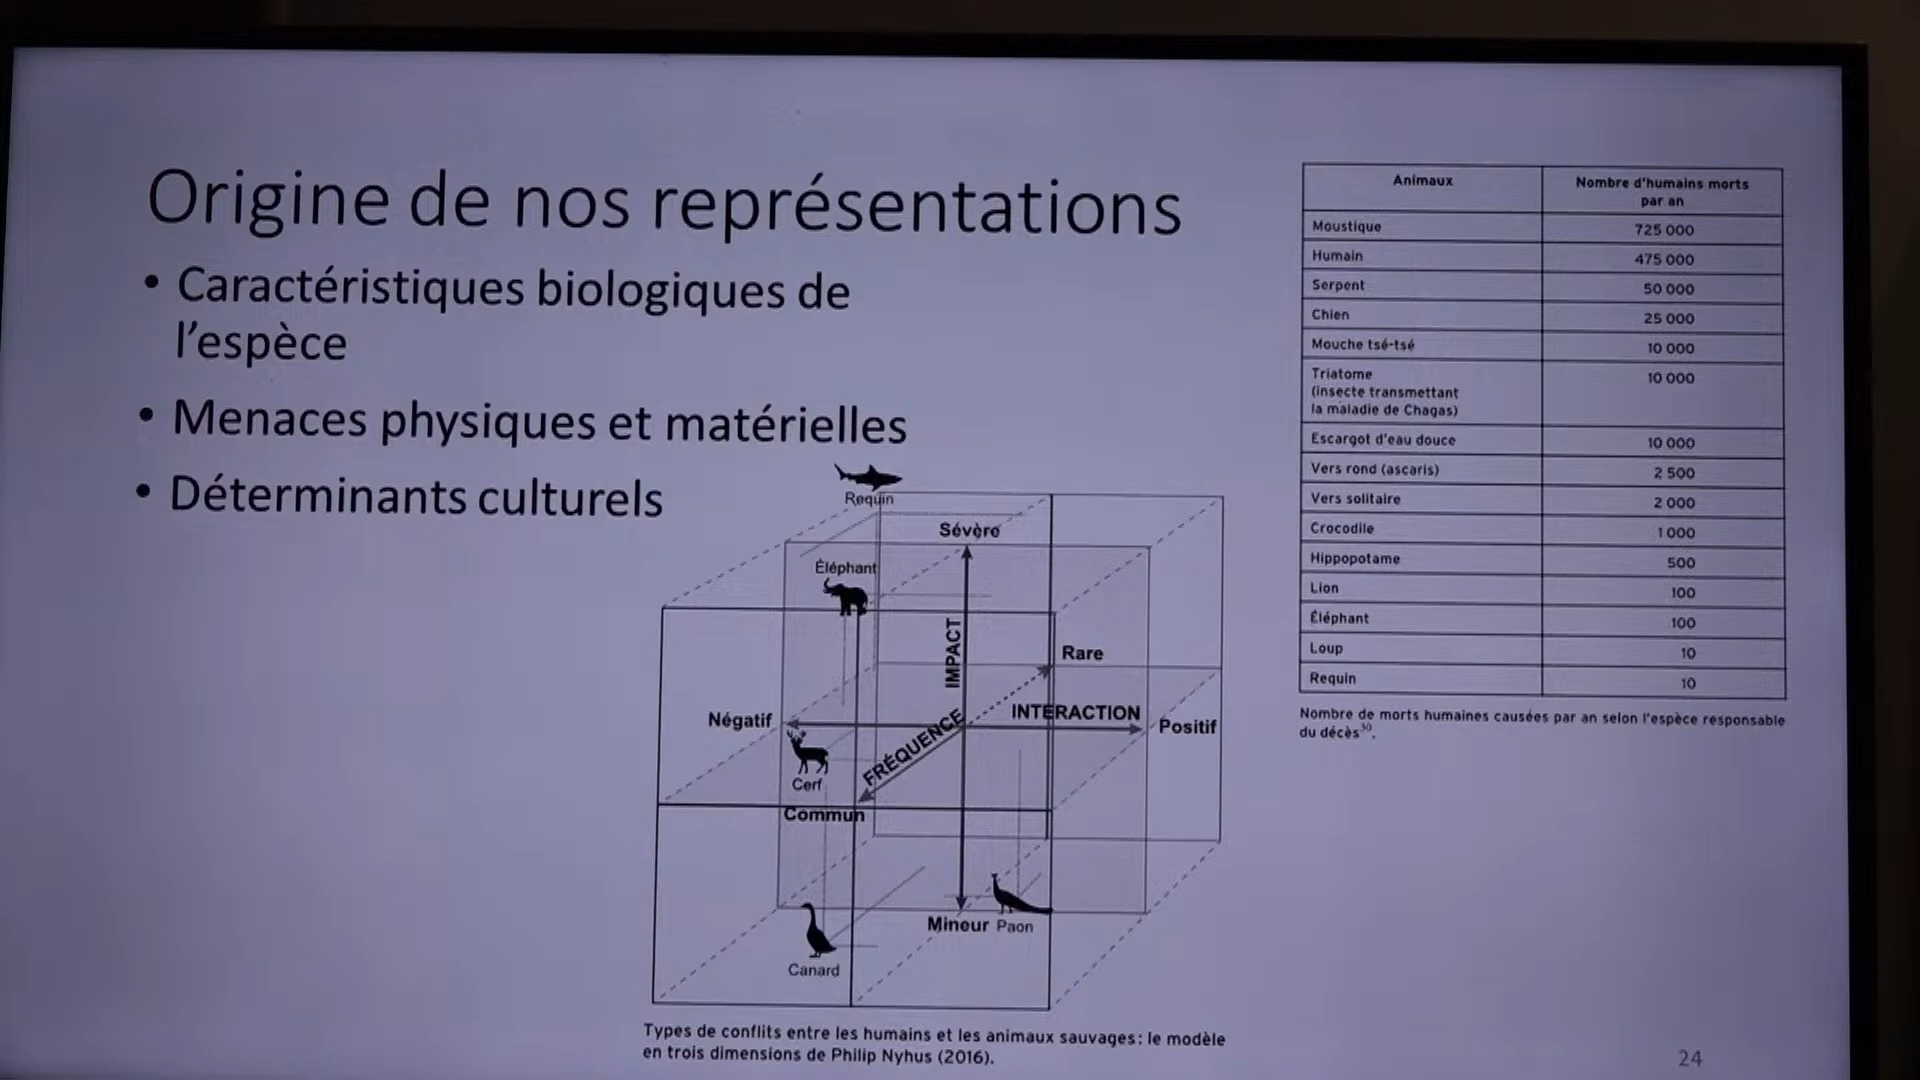 Origine de nos représentations
• Caractéristiques biologiques de
l'espèce
• Menaces physiques et matérielles
• Déterminants culturels
Requin
Sévère
Éléphant
IMPACT
Rare
Négatif
INTERACTION
Positif
FRÉQUENCE
Cerf
Commun
Mineur
Paon
Canard
Types de conflits entre les humains et les animaux sauvages : le modèle
en trois dimensions de Philip Nyhus (2016).
Animaux
Nombre d'humains morts
par an
Moustique 725 000
Humain 475 000
Serpent 50 000
Chien 25 000
Mouche tsé-tsé 10 000
Triatome 10 000
(insecte transmettant
la maladie de Chagas)
Escargot d'eau douce 10 000
Vers rond (ascaris) 2 500
Vers solitaire 2 000
Crocodile 1 000
Hippopotame 500
Lion 100
Éléphant 100
Loup 10
Requin 10
Nombre de morts humaines causées par an selon l'espèce responsable
du décès³⁰.
24